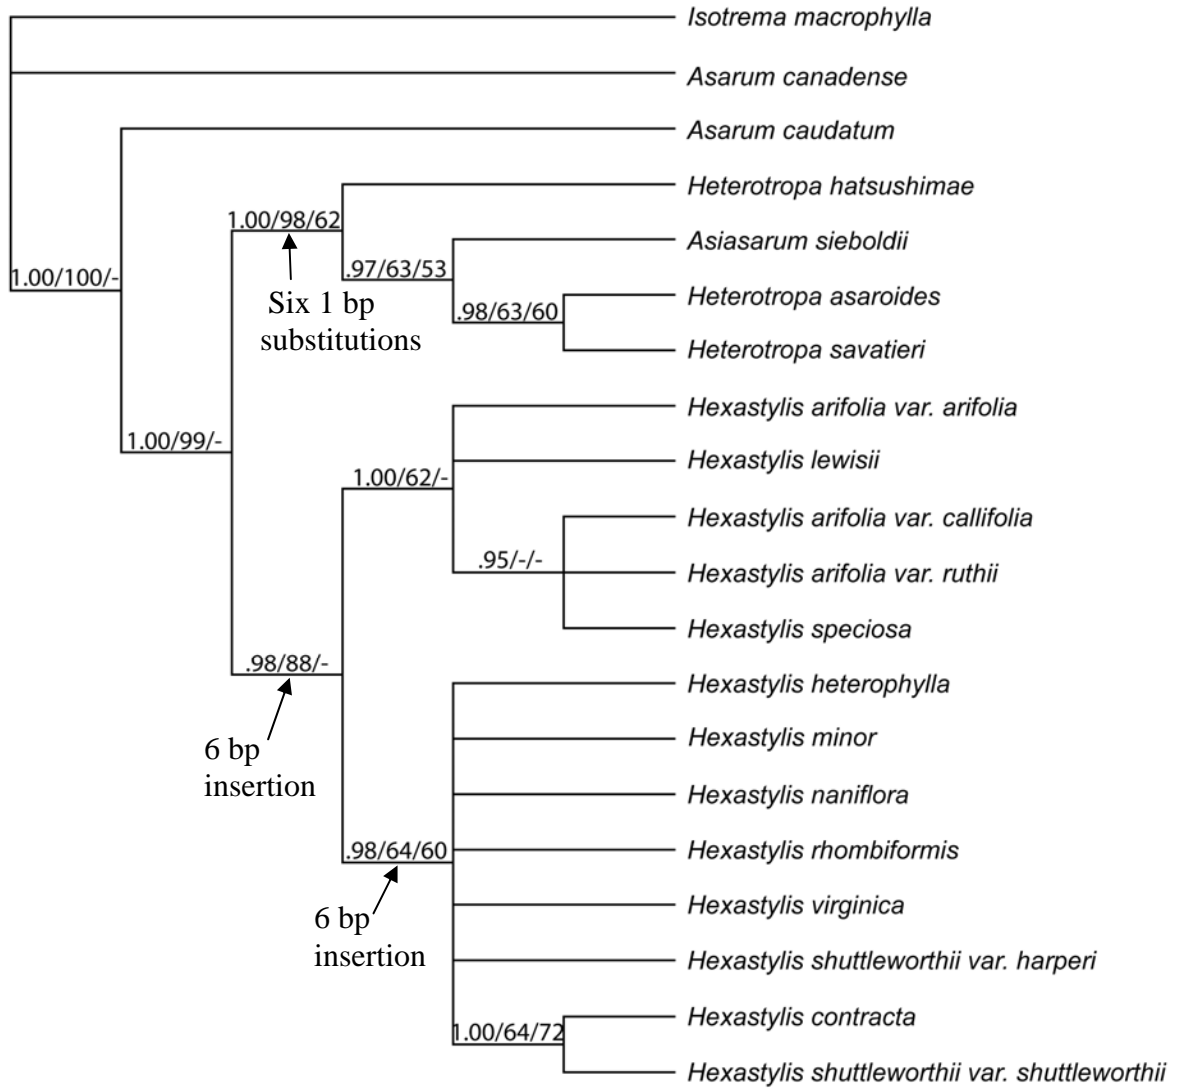 Isotrema macrophylla
Asarum canadense
Asarum caudatum
Heterotropa hatsushimae
1.00/98/62
Asiasarum sieboldii
.97/63/53
1.00/100/-
Heterotropa asaroides
Six 1 bp
substitutions
.98/63/60
Heterotropa savatieri
Hexastylis arifolia var. arifolia
1.00/99/-
Hexastylis lewisii
1.00/62/-
Hexastylis arifolia var. callifolia
.95/-/-
Hexastylis arifolia var. ruthii
Hexastylis speciosa
.98/88/-
Hexastylis heterophylla
6 bp
insertion
Hexastylis minor
Hexastylis naniflora
.98/64/60
Hexastylis rhombiformis
6 bp
insertion
Hexastylis virginica
Hexastylis shuttleworthii var. harperi
Hexastylis contracta
1.00/64/72
Hexastylis shuttleworthii var. shuttleworthii